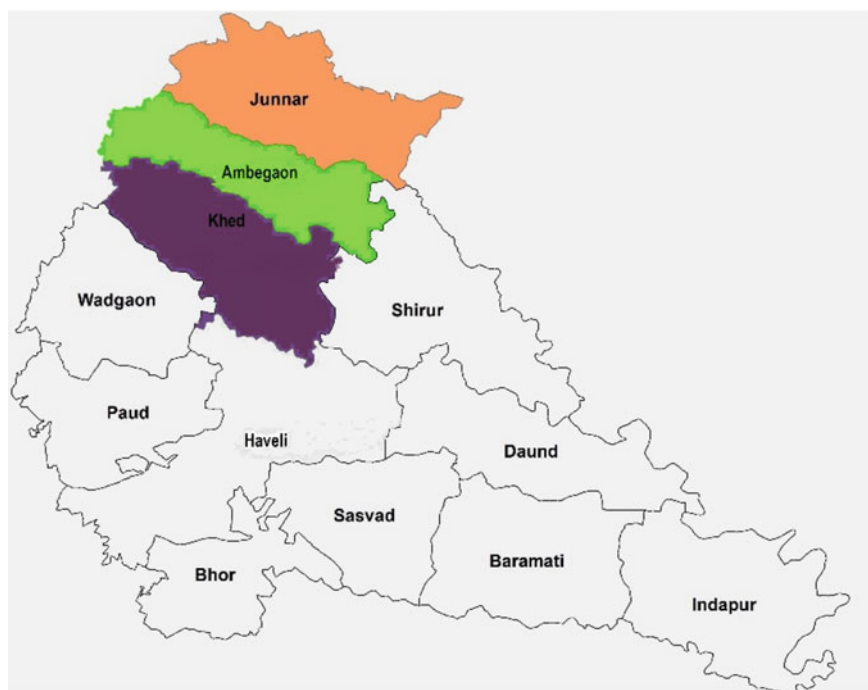 Junnar
Ambegaon
Khed
Wadgaon
Shirur
Paud
Haveli
Daund
Sasvad
Baramati
Bhor
Indapur